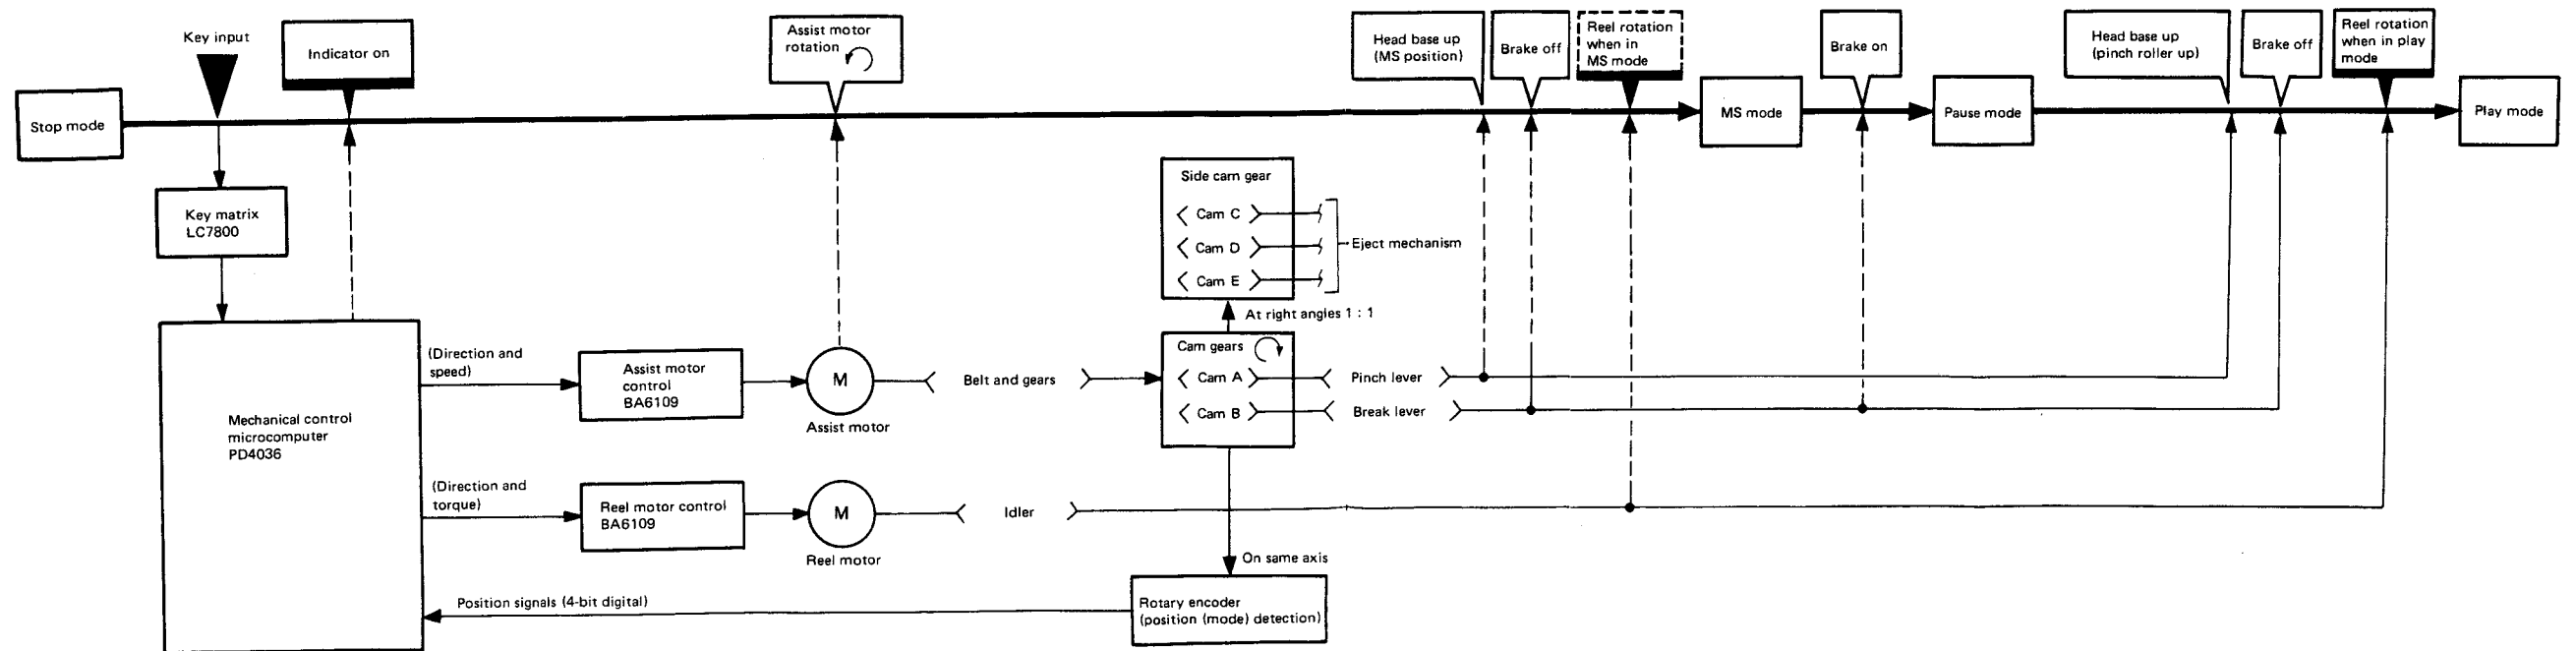 Key input
Indicator on
Assist motor
rotation
Head base up
(MS position)
Brake off
Reel rotation
when in
MS mode
Brake on
Head base up
(pinch roller up)
Brake off
Reel rotation
when in play
mode
Stop mode
MS mode
Pause mode
Play mode
Key matrix
LC7800
Side cam gear
Cam C
Cam D
Cam E
Eject mechanism
At right angles 1 : 1
Mechanical control
microcomputer
PD4036
(Direction and
speed)
Assist motor
control
BA6109
M
Assist motor
Belt and gears
Cam gears
Cam A
Cam B
Pinch lever
Break lever
(Direction and
torque)
Reel motor control
BA6109
M
Reel motor
Idler
On same axis
Position signals (4-bit digital)
Rotary encoder
(position (mode) detection)